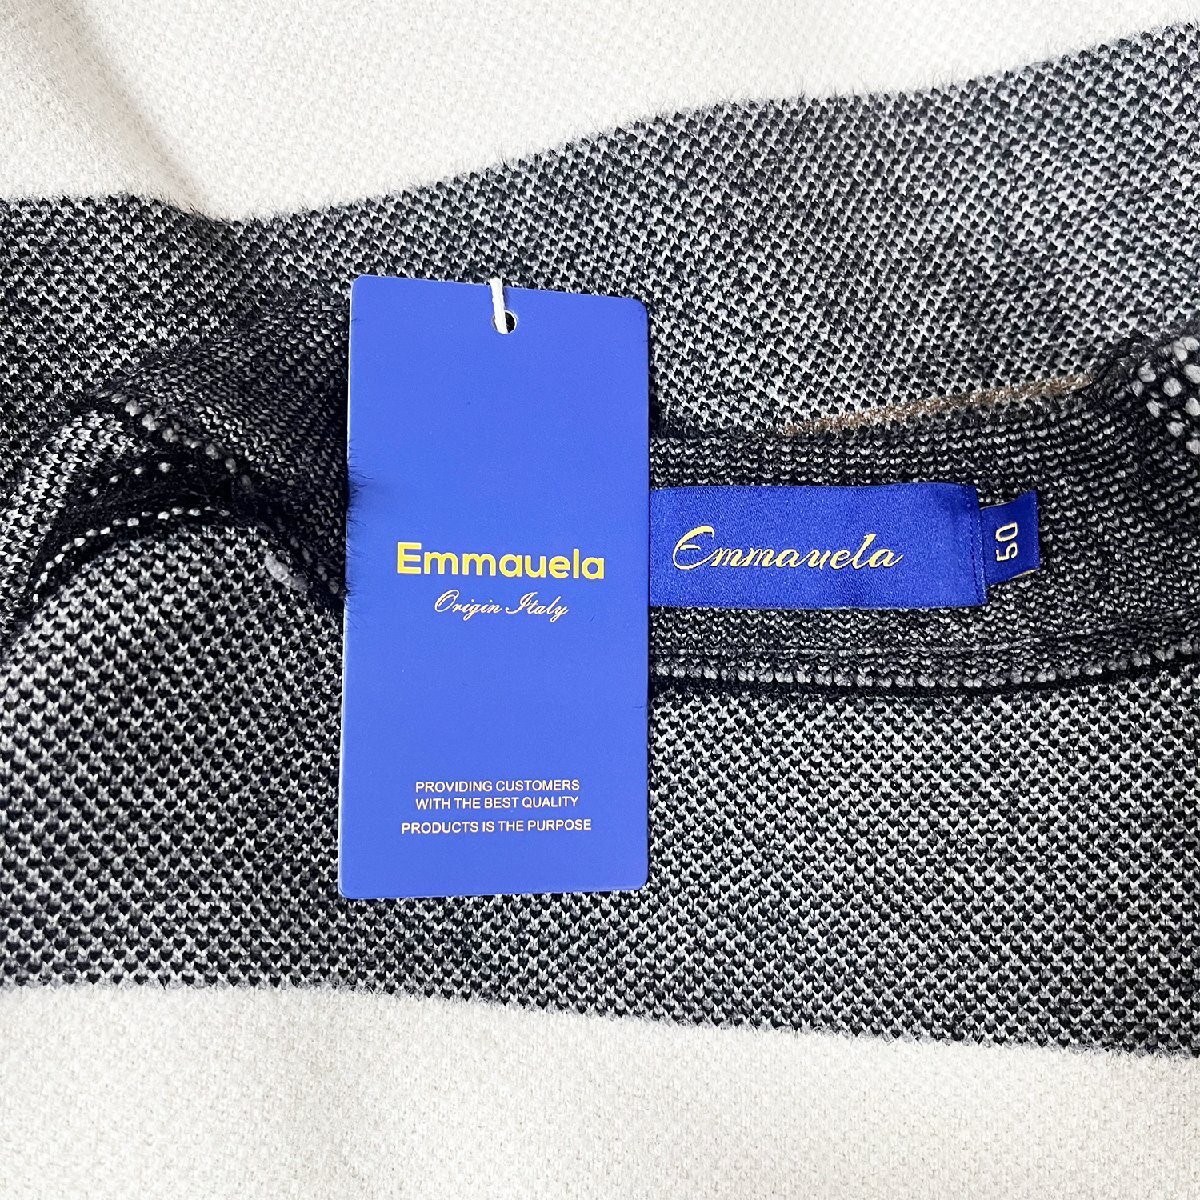 Emmauela
Origin Italy
PROVIDING CUSTOMERS
WITH THE BEST QUALITY
PRODUCTS IS THE PURPOSE
Emmauela
50